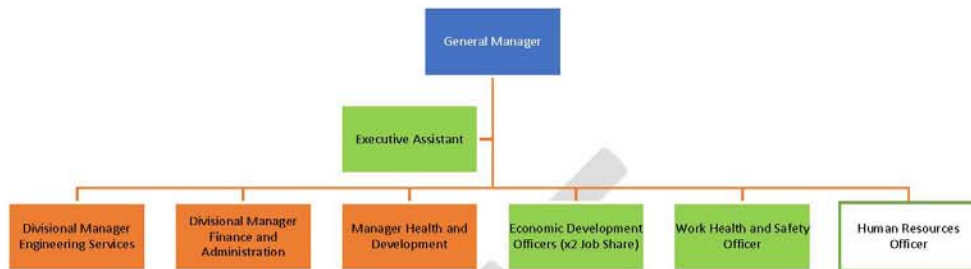 General Manager
Executive Assistant
Divisional Manager
Engineering Services
Divisional Manager
Finance and
Administration
Manager Health and
Development
Economic Development
Officers (x2 Job Share)
Work Health and Safety
Officer
Human Resources
Officer